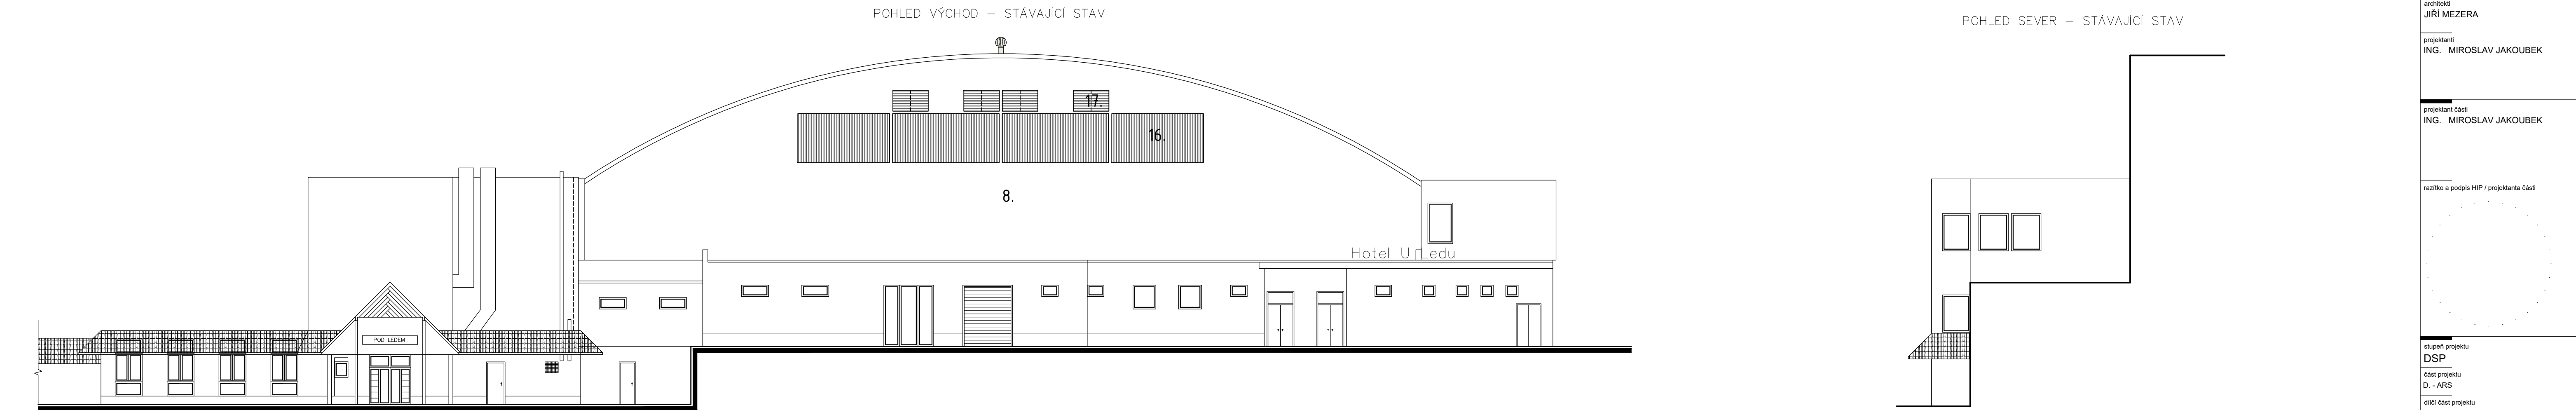 POHLED VÝCHOD – STÁVAJÍCÍ STAV
17.
16.
8.
Hotel U Ledu
POD LEDEM
POHLED SEVER – STÁVAJÍCÍ STAV
architekti
JIŘÍ MEZERA
projektanti
ING. MIROSLAV JAKOUBEK
projektant části
ING. MIROSLAV JAKOUBEK
razítko a podpis HIP / projektanta části
stupeň projektu
DSP
část projektu
D. - ARS
dílčí část projektu